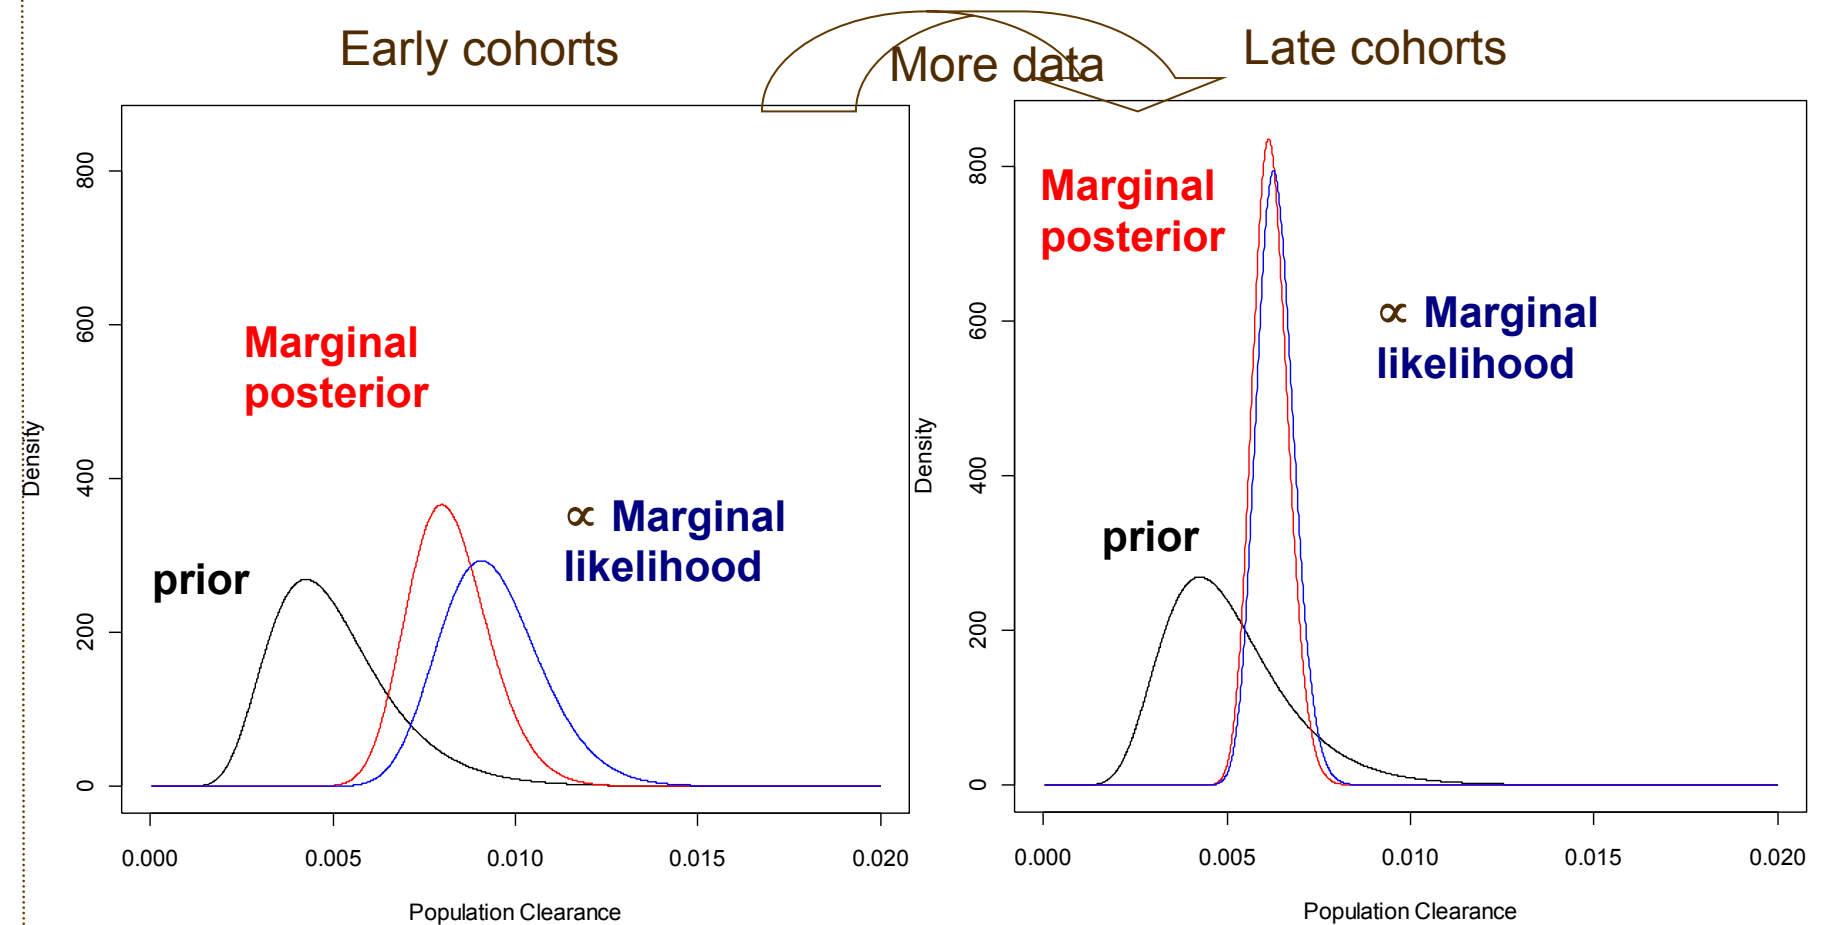 Early cohorts
More data
Late cohorts
Density
800
600
400
200
0
Marginal
posterior
prior
∝ Marginal
likelihood
0.000 0.005 0.010 0.015 0.020
Population Clearance
Density
800
600
400
200
0
Marginal
posterior
∝ Marginal
likelihood
prior
0.000 0.005 0.010 0.015 0.020
Population Clearance